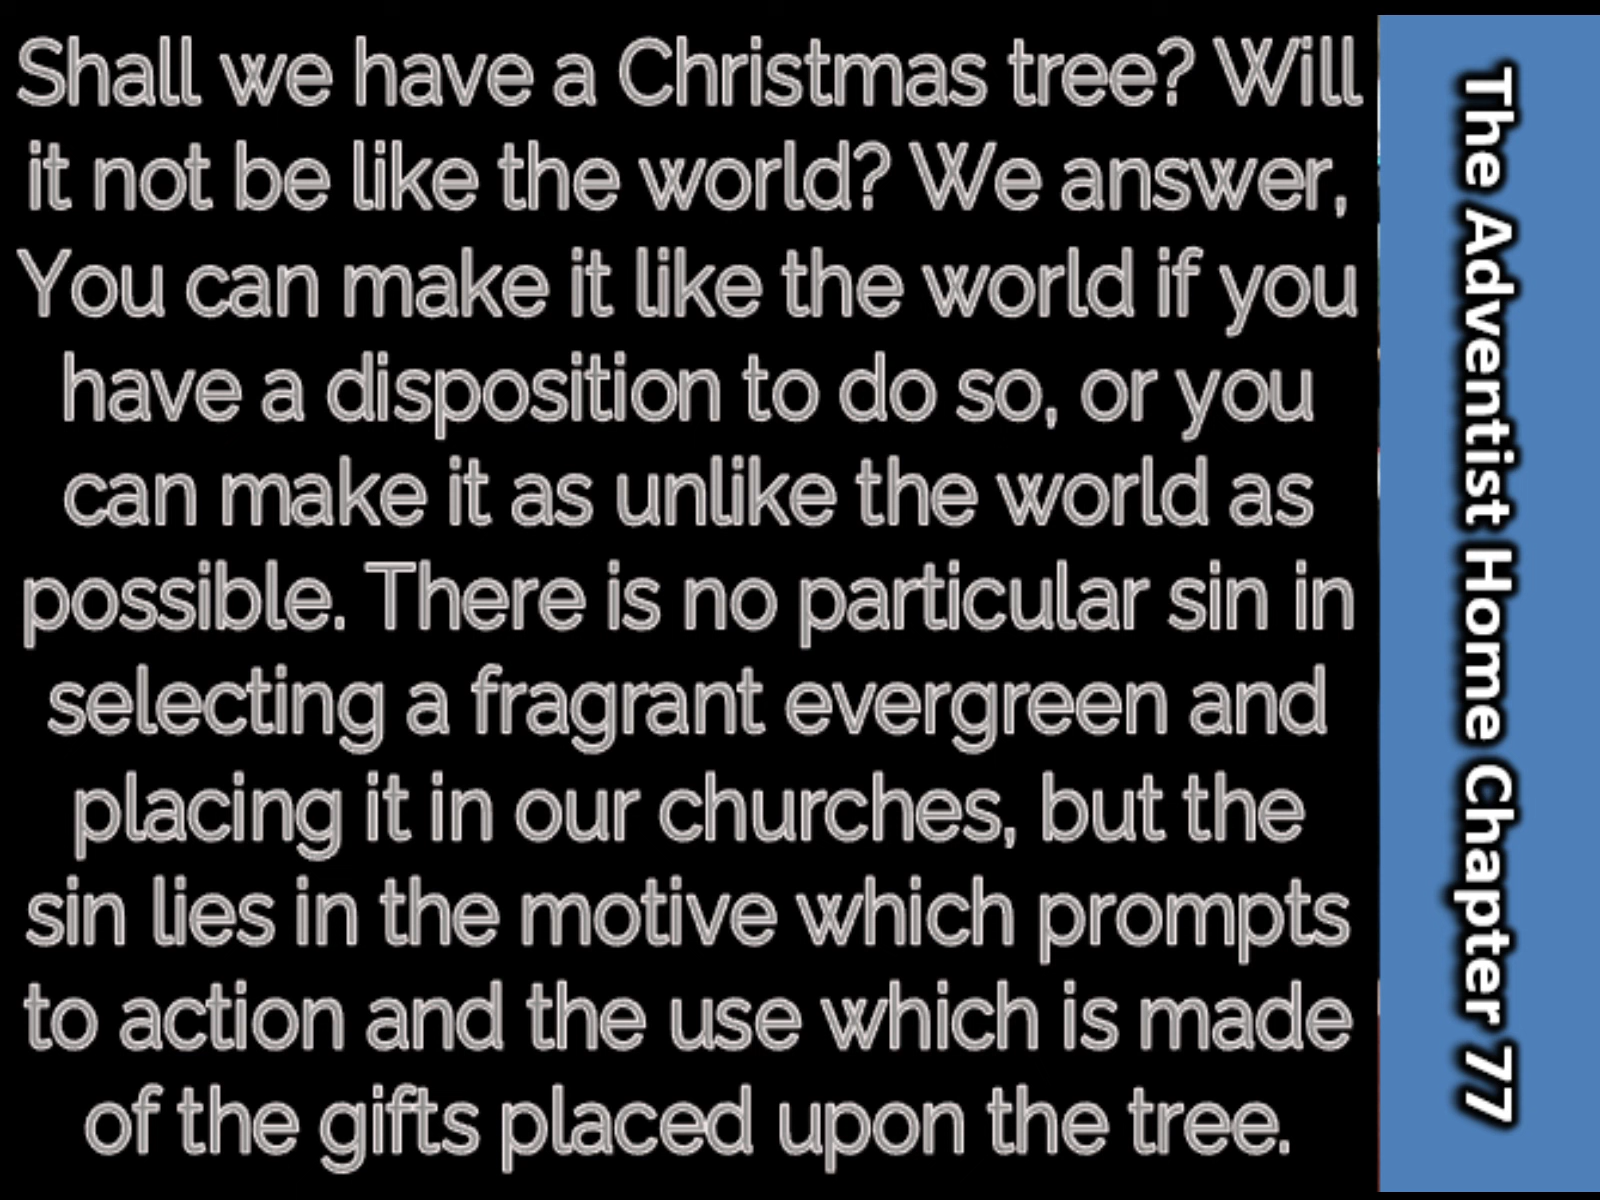 Shall we have a Christmas tree? Will
it not be like the world? We answer,
You can make it like the world if you
have a disposition to do so, or you
can make it as unlike the world as
possible. There is no particular sin in
selecting a fragrant evergreen and
placing it in our churches, but the
sin lies in the motive which prompts
to action and the use which is made
of the gifts placed upon the tree.
The Adventist Home Chapter 77